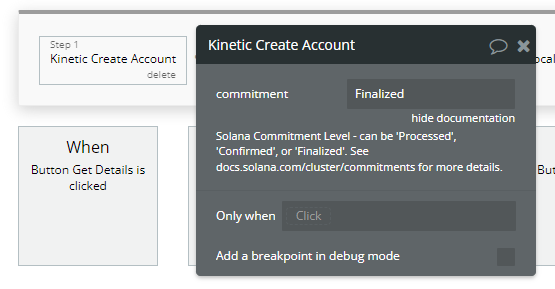 Step 1
Kinetic Create Account
delete
When
Button Get Details is
clicked
Kinetic Create Account
commitment
Finalized
hide documentation
Solana Commitment Level - can be 'Processed',
'Confirmed', or 'Finalized'. See
docs.solana.com/cluster/commitments for more details.
Only when
Click
Add a breakpoint in debug mode